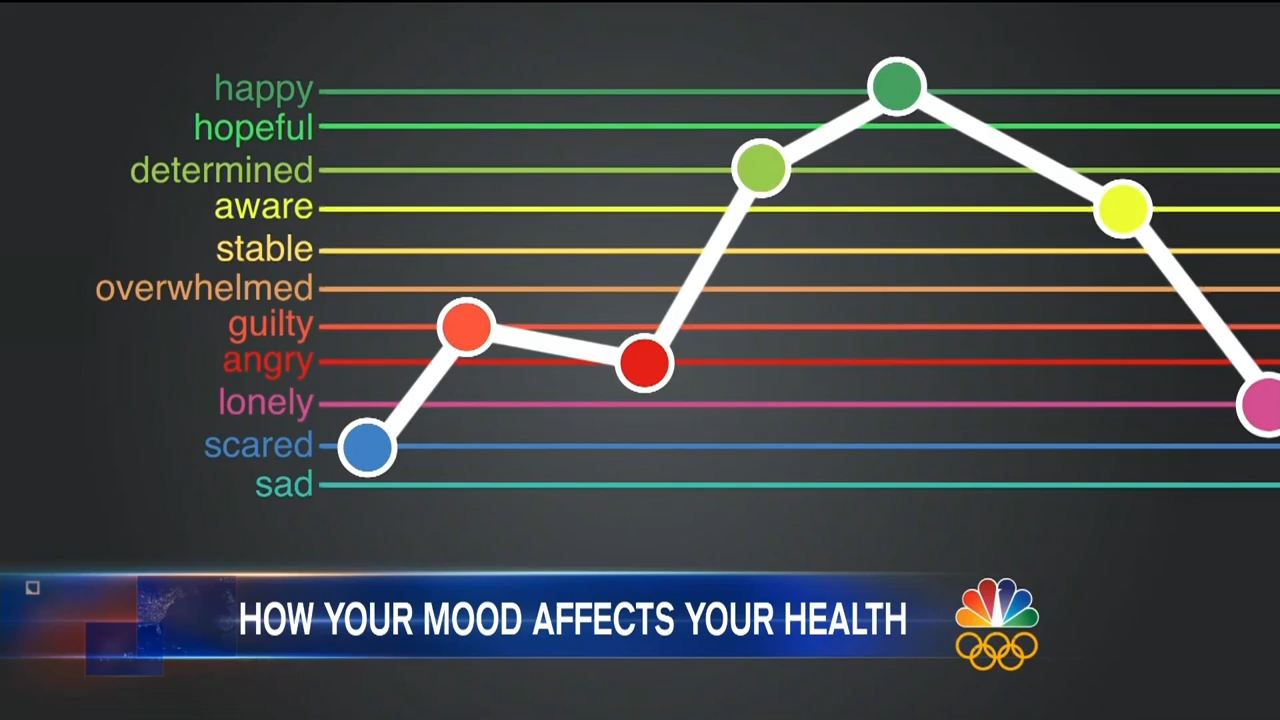 happy
hopeful
determined
aware
stable
overwhelmed
guilty
angry
lonely
scared
sad
HOW YOUR MOOD AFFECTS YOUR HEALTH